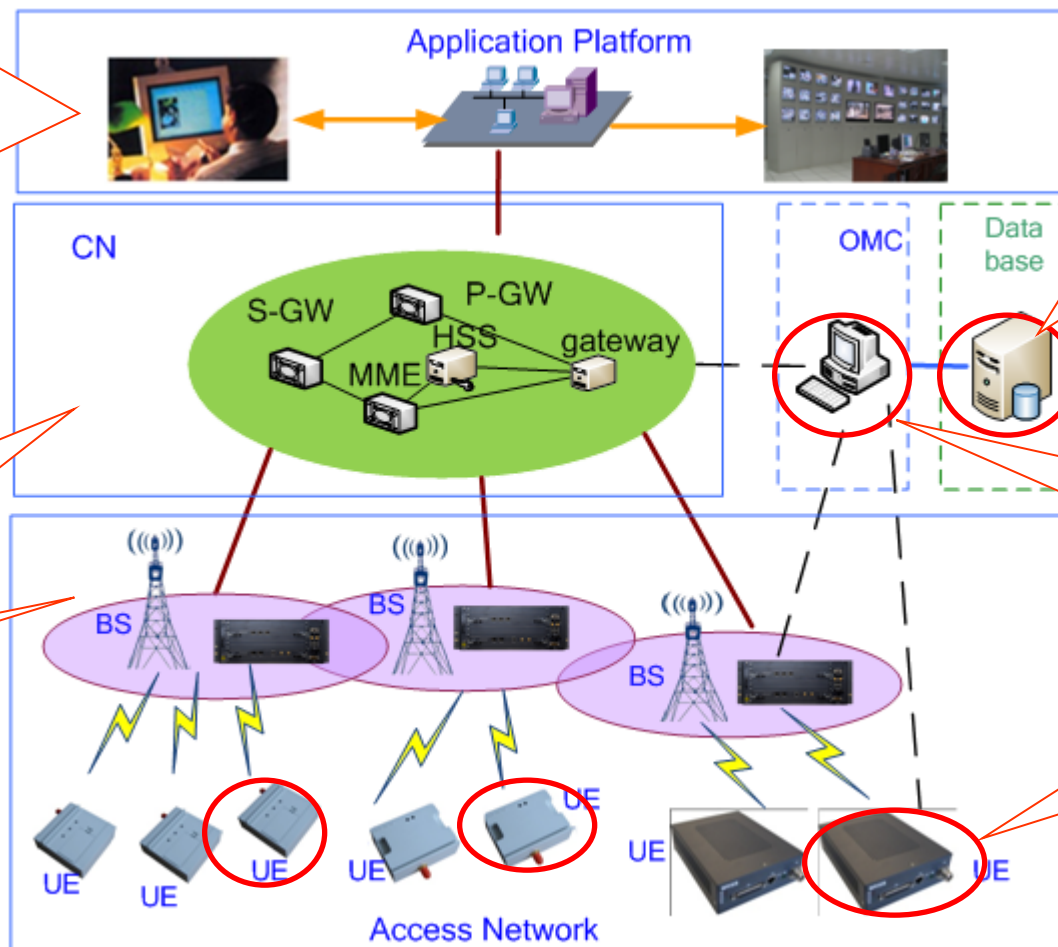 Application Platform
CN
OMC
Data
base
P-GW
S-GW
HSS
gateway
MME
BS
BS
BS
UE
UE
UE
UE
UE
UE
Access Network